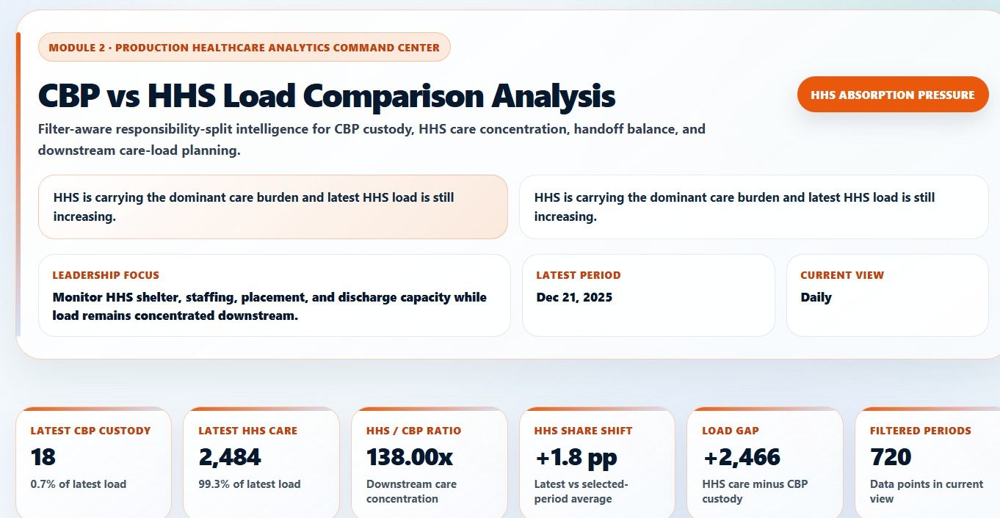 MODULE 2 · PRODUCTION HEALTHCARE ANALYTICS COMMAND CENTER
CBP vs HHS Load Comparison Analysis
HHS ABSORPTION PRESSURE
Filter-aware responsibility-split intelligence for CBP custody, HHS care concentration, handoff balance, and
downstream care-load planning.
HHS is carrying the dominant care burden and latest HHS load is still
increasing.
HHS is carrying the dominant care burden and latest HHS load is still
increasing.
LEADERSHIP FOCUS
Monitor HHS shelter, staffing, placement, and discharge capacity while
load remains concentrated downstream.
LATEST PERIOD
Dec 21, 2025
CURRENT VIEW
Daily
LATEST CBP CUSTODY
18
0.7% of latest load
LATEST HHS CARE
2,484
99.3% of latest load
HHS / CBP RATIO
138.00x
Downstream care
concentration
HHS SHARE SHIFT
+1.8 pp
Latest vs selected-
period average
LOAD GAP
+2,466
HHS care minus CBP
custody
FILTERED PERIODS
720
Data points in current
view